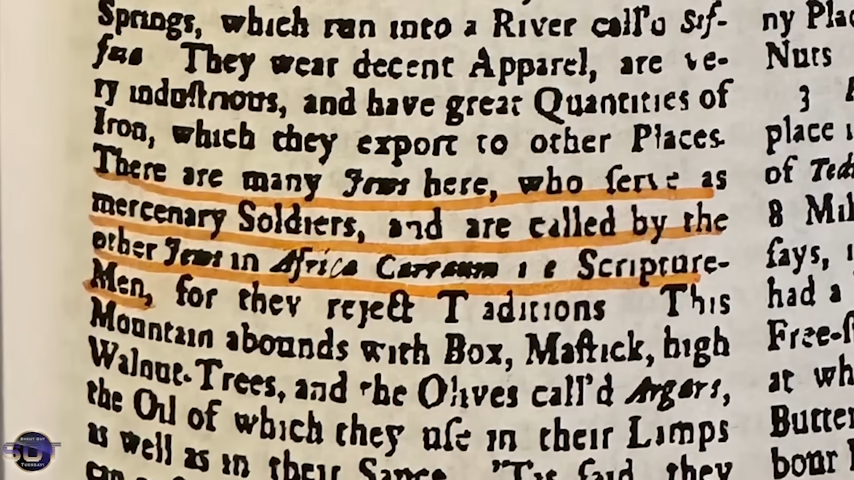 Springs, which run into a River call'd Sif-
fus They wear decent Apparel, are ve-
ry industrious, and have great Quantities of
Iron, which they export to other Places.
There are many Jews here, who serve as
mercenary Soldiers, and are called by the
other Jews in Africa Carraum i e Scripture-
Men, for they reject T aditions This
Mountain abounds with Box, Mastick, high
Walnut-Trees, and the Olives call'd Argars,
the Oil of which they use in their Lamps
as well as in their Sauce. 'Tis said they
ny Plac
Nuts
3
place
of Ted
8 Mil
fays,
had a
Free-s
at wh
Butter
bour